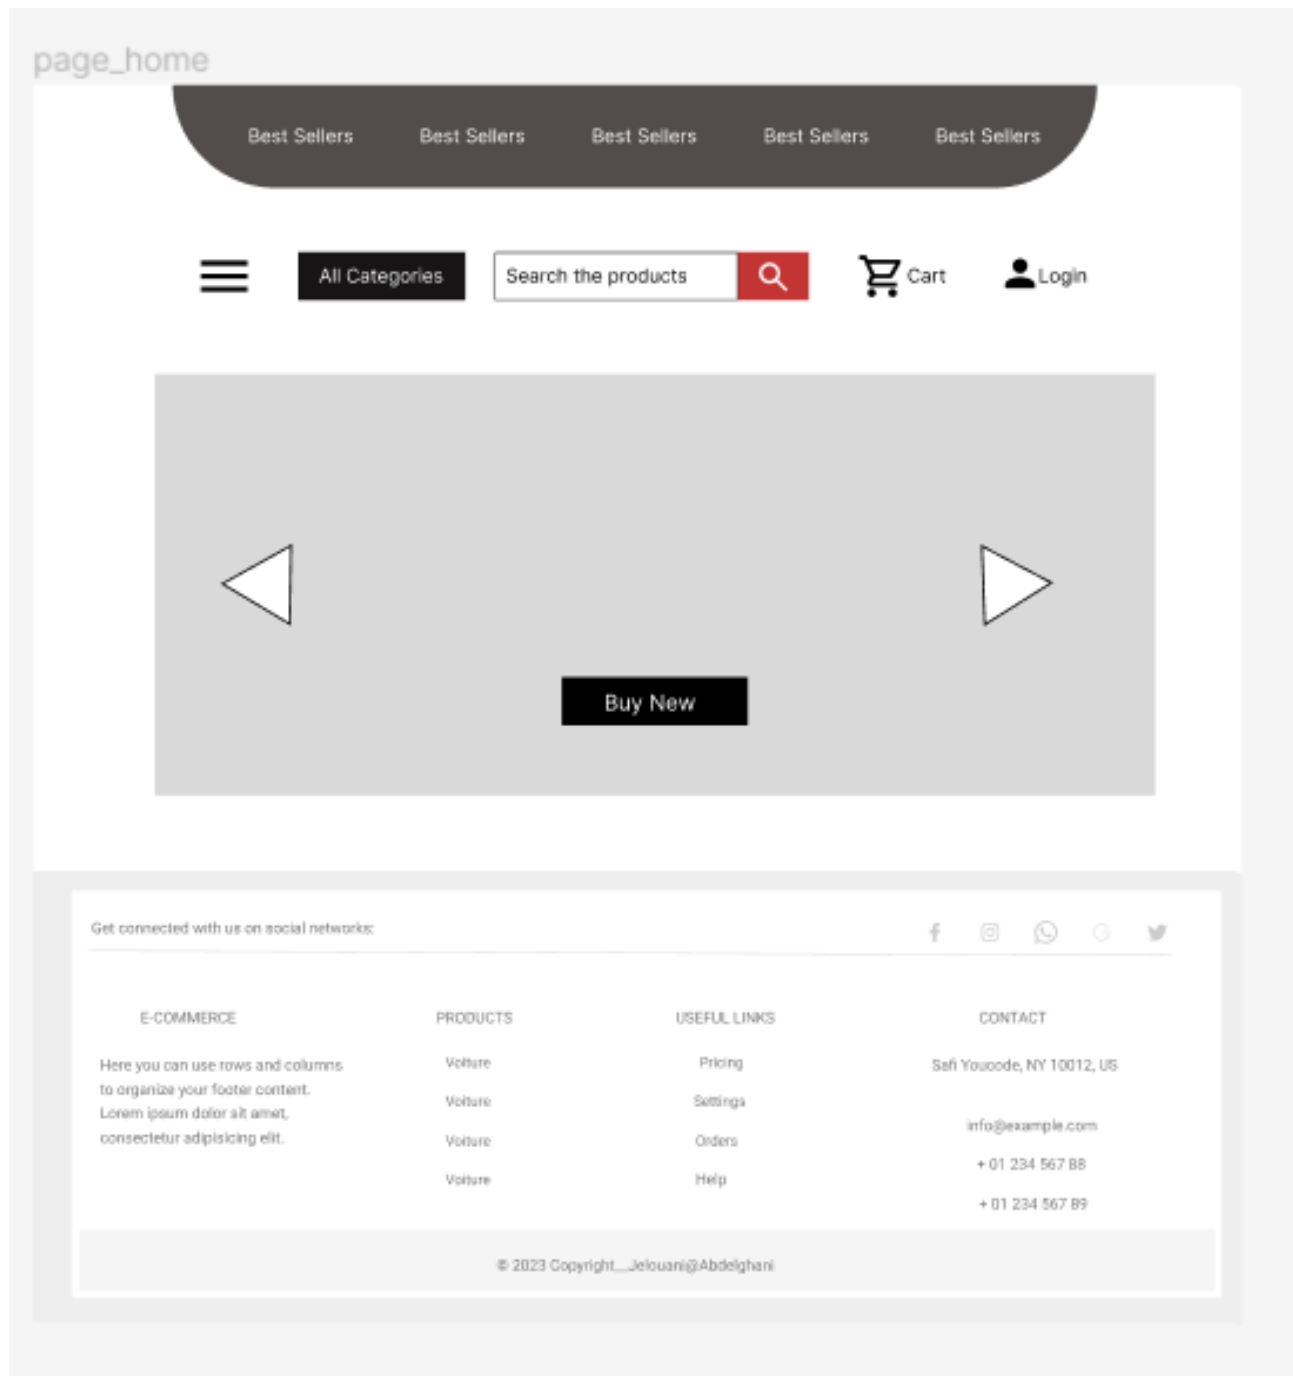 page_home
Best Sellers Best Sellers Best Sellers Best Sellers Best Sellers
All Categories Search the products Cart Login
Buy New
Get connected with us on social networks:
E-COMMERCE
Here you can use rows and columns
to organize your footer content.
Lorem ipsum dolor sit amet,
consectetur adipisicing elit.
PRODUCTS
Voiture
Voiture
Voiture
Voiture
USEFUL LINKS
Pricing
Settings
Orders
Help
CONTACT
Safi Youcode, NY 10012, US
info@example.com
+ 01 234 567 88
+ 01 234 567 89
© 2023 Copyright__Jelouani@Abdelghani